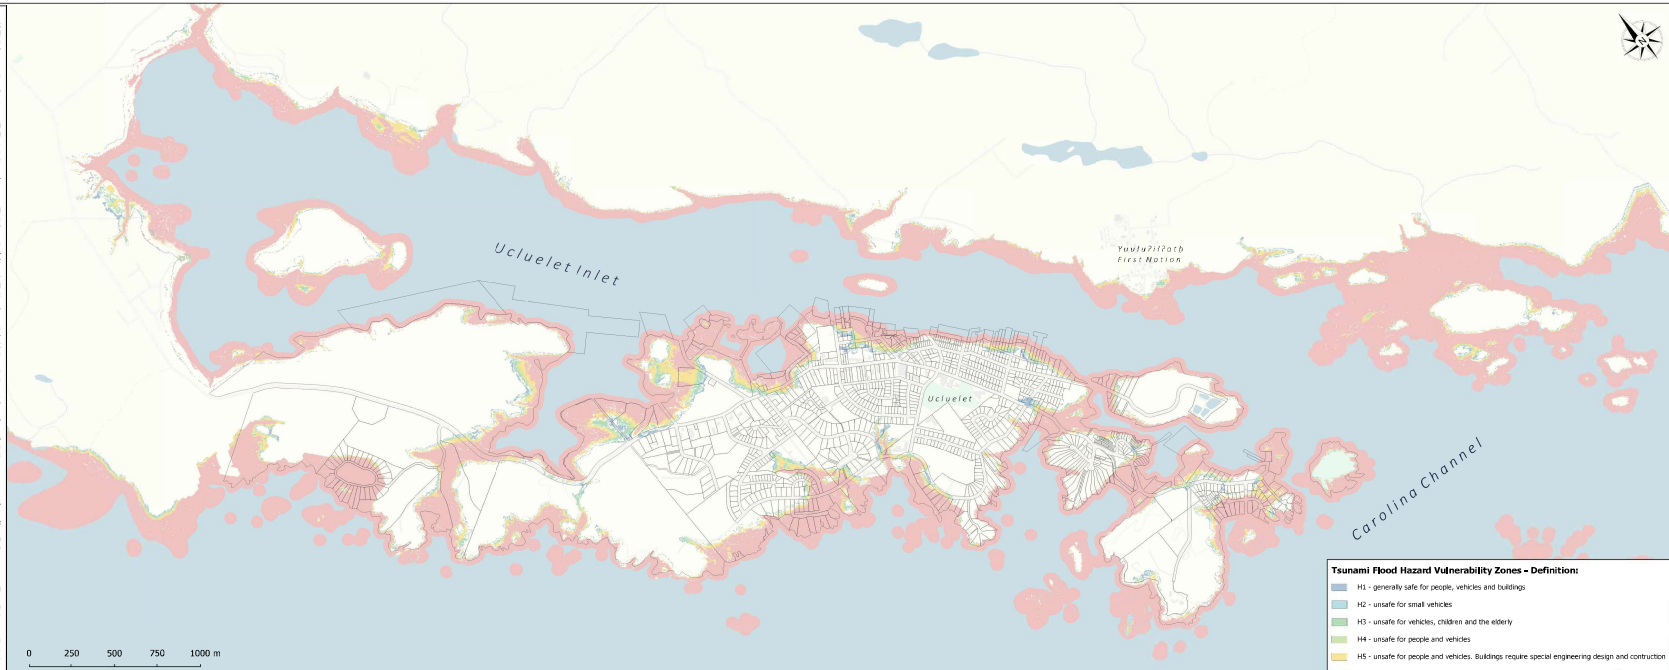 N
Ucluelet Inlet
Yuułuʔiłʔatḥ
First Nation
Ucluelet
Carolina Channel
Tsunami Flood Hazard Vulnerability Zones - Definition:
H1 - generally safe for people, vehicles and buildings
H2 - unsafe for small vehicles
H3 - unsafe for vehicles, children and the elderly
H4 - unsafe for people and vehicles
H5 - unsafe for people and vehicles. Buildings require special engineering design and contruction
0 250 500 750 1000 m